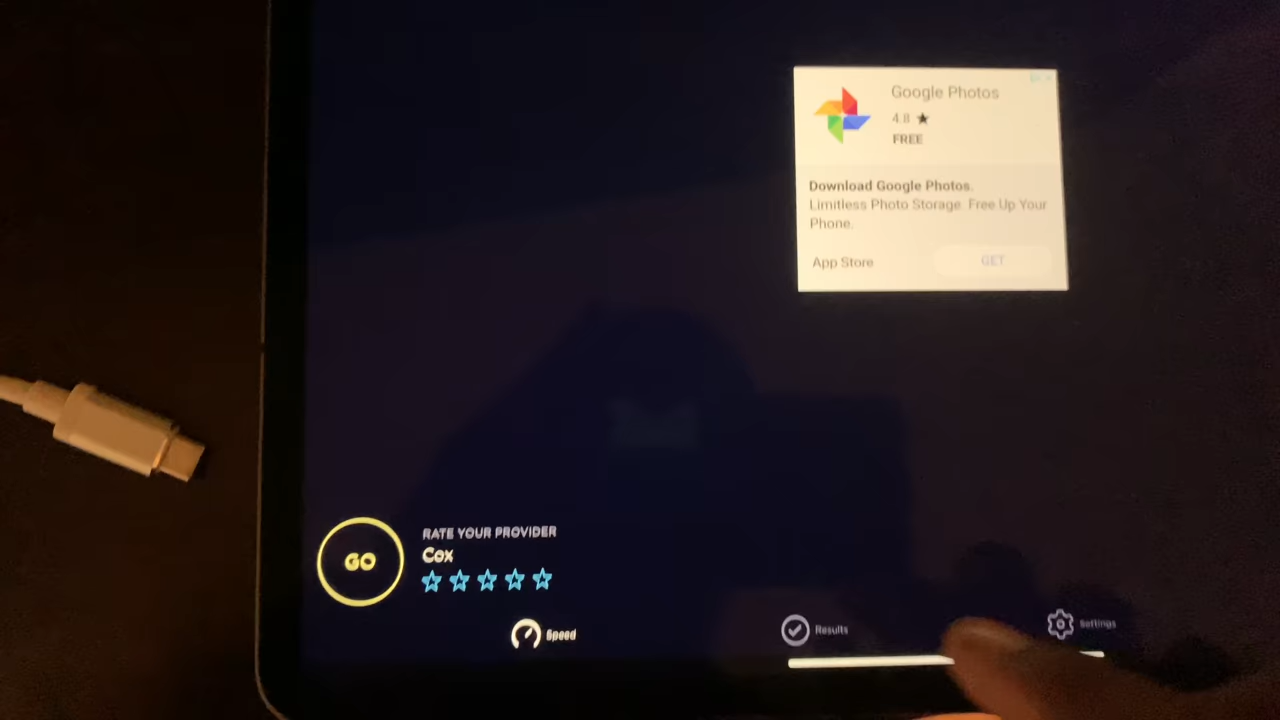 Google Photos
4.8 ★
FREE
Download Google Photos.
Limitless Photo Storage. Free Up Your
Phone.
App Store
GET
GO
RATE YOUR PROVIDER
Cox
Speed
Results
Settings